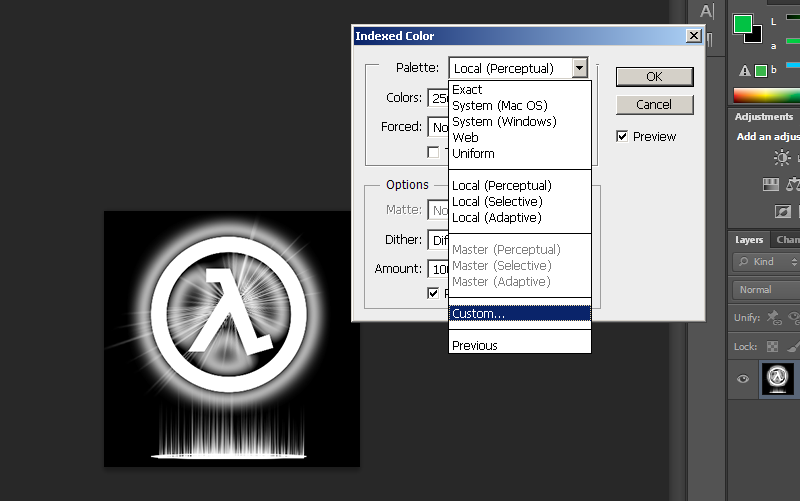 Indexed Color
Palette: Local (Perceptual)
OK
Exact
Colors: 25
System (Mac OS)
Cancel
System (Windows)
Forced: No
Web
Preview
Uniform
Local (Perceptual)
Options
Local (Selective)
Matte: No
Local (Adaptive)
Dither: Dif
Master (Perceptual)
Master (Selective)
Amount: 100
Master (Adaptive)
Custom...
Previous
A
L
a
b
Adjustments
Add an adjus
Layers Chan
Kind
Normal
Unify:
Lock: